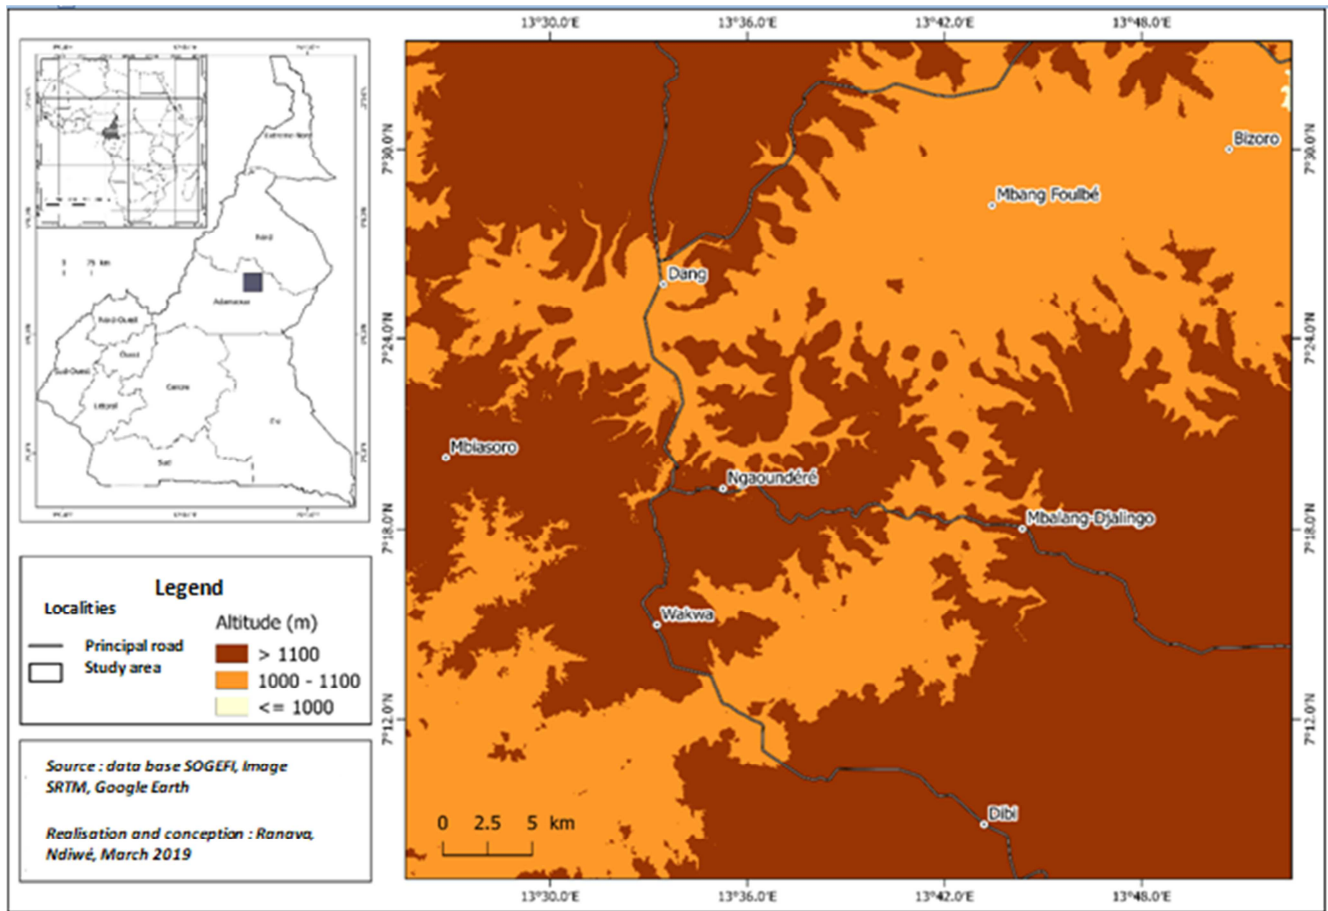 13°30.0'E 13°36.0'E 13°42.0'E 13°48.0'E
Extreme-Nord
Nord
0 75 km
Adamaoua
Nord-Ouest
Ouest
Sud-Ouest
Centre
Littoral
Est
Sud
7°30.0'N
7°24.0'N
7°18.0'N
7°12.0'N
Bizoro
Mbang Foulbé
Dang
Mbiasoro
Ngaoundéré
Mbalang-Djalingo
Wakwa
Dibi
7°30.0'N
7°24.0'N
7°18.0'N
7°12.0'N
0 2.5 5 km
13°30.0'E 13°36.0'E 13°42.0'E 13°48.0'E
Legend
Localities
Principal road
Study area
Altitude (m)
> 1100
1000 - 1100
<= 1000
Source : data base SOGEFI, Image
SRTM, Google Earth
Realisation and conception : Ranava,
Ndiwé, March 2019